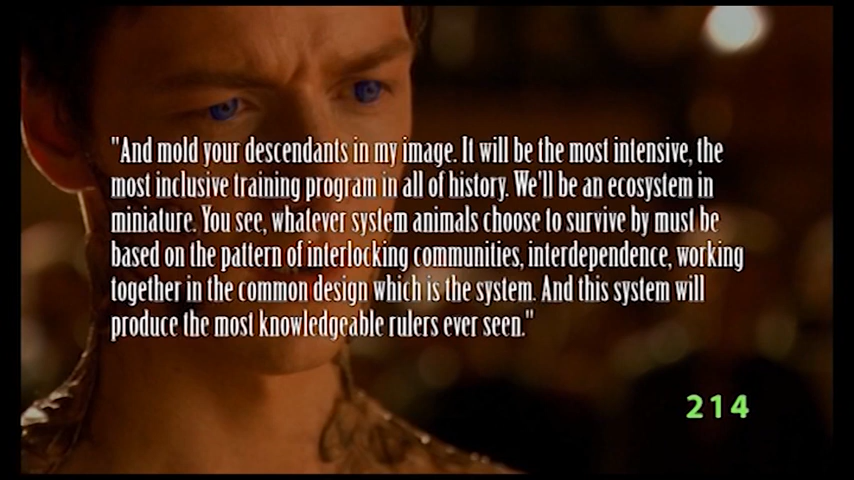 "And mold your descendants in my image. It will be the most intensive, the
most inclusive training program in all of history. We'll be an ecosystem in
miniature. You see, whatever system animals choose to survive by must be
based on the pattern of interlocking communities, interdependence, working
together in the common design which is the system. And this system will
produce the most knowledgeable rulers ever seen."
214